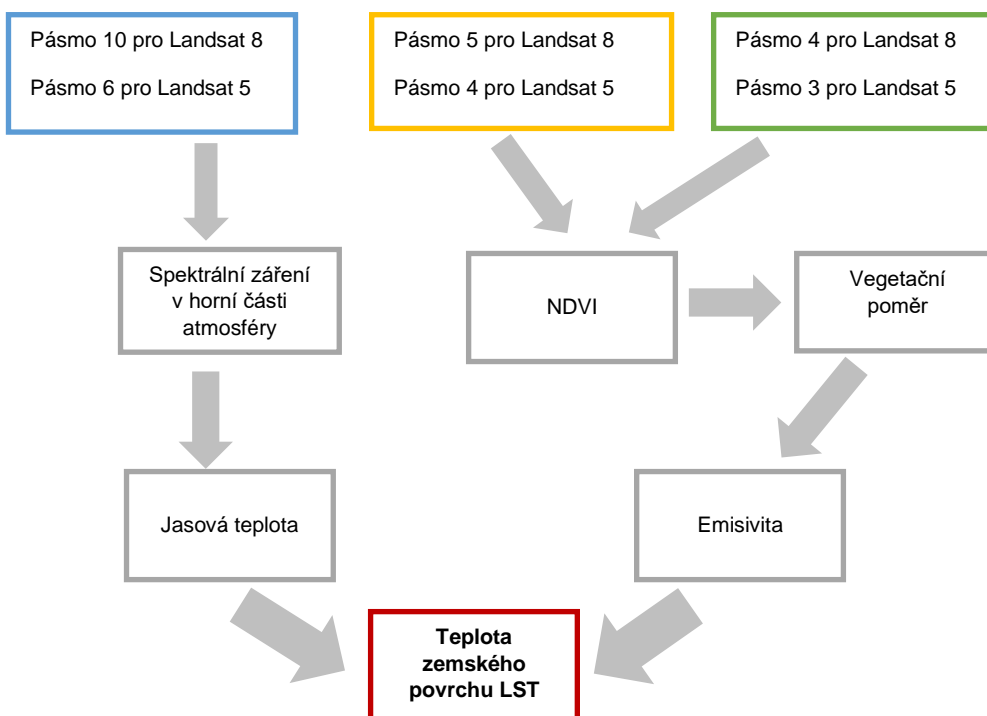 Pásmo 10 pro Landsat 8
Pásmo 6 pro Landsat 5
Pásmo 5 pro Landsat 8
Pásmo 4 pro Landsat 5
Pásmo 4 pro Landsat 8
Pásmo 3 pro Landsat 5
Spektrální záření
v horní části
atmosféry
NDVI
Vegetační
poměr
Jasová teplota
Emisivita
Teplota
zemského
povrchu LST